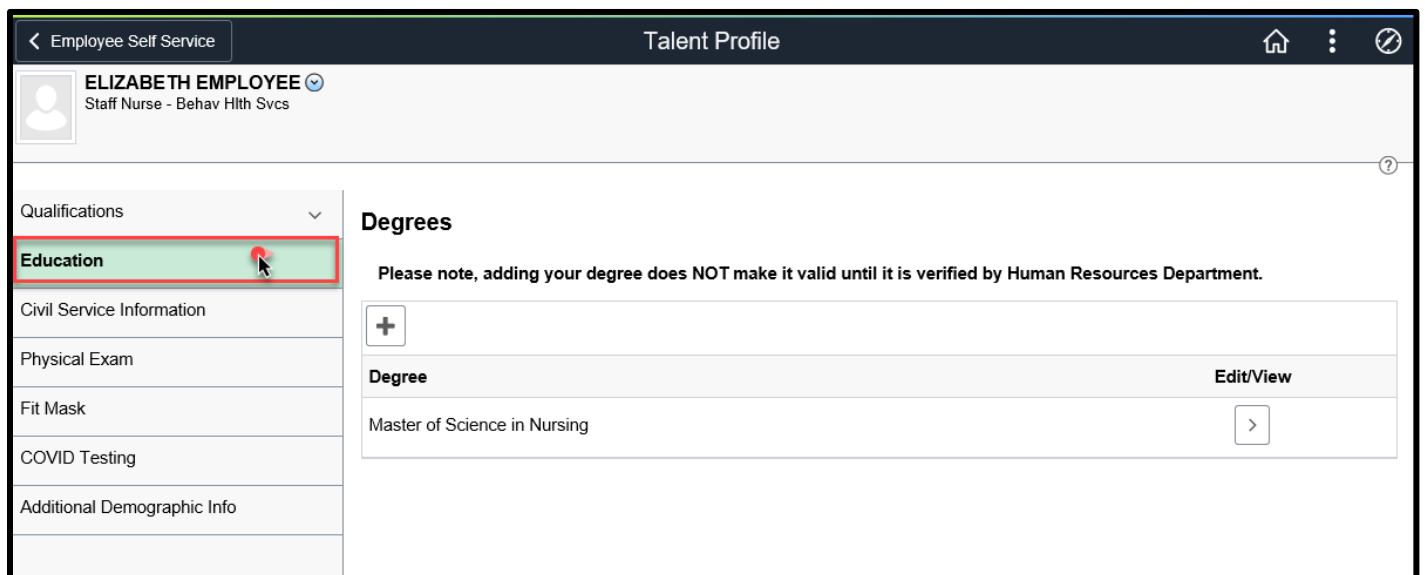 Employee Self Service
Talent Profile
ELIZABETH EMPLOYEE
Staff Nurse - Behav Hlth Svcs
?
Qualifications
Education
Civil Service Information
Physical Exam
Fit Mask
COVID Testing
Additional Demographic Info
Degrees
Please note, adding your degree does NOT make it valid until it is verified by Human Resources Department.
Degree Edit/View
Master of Science in Nursing